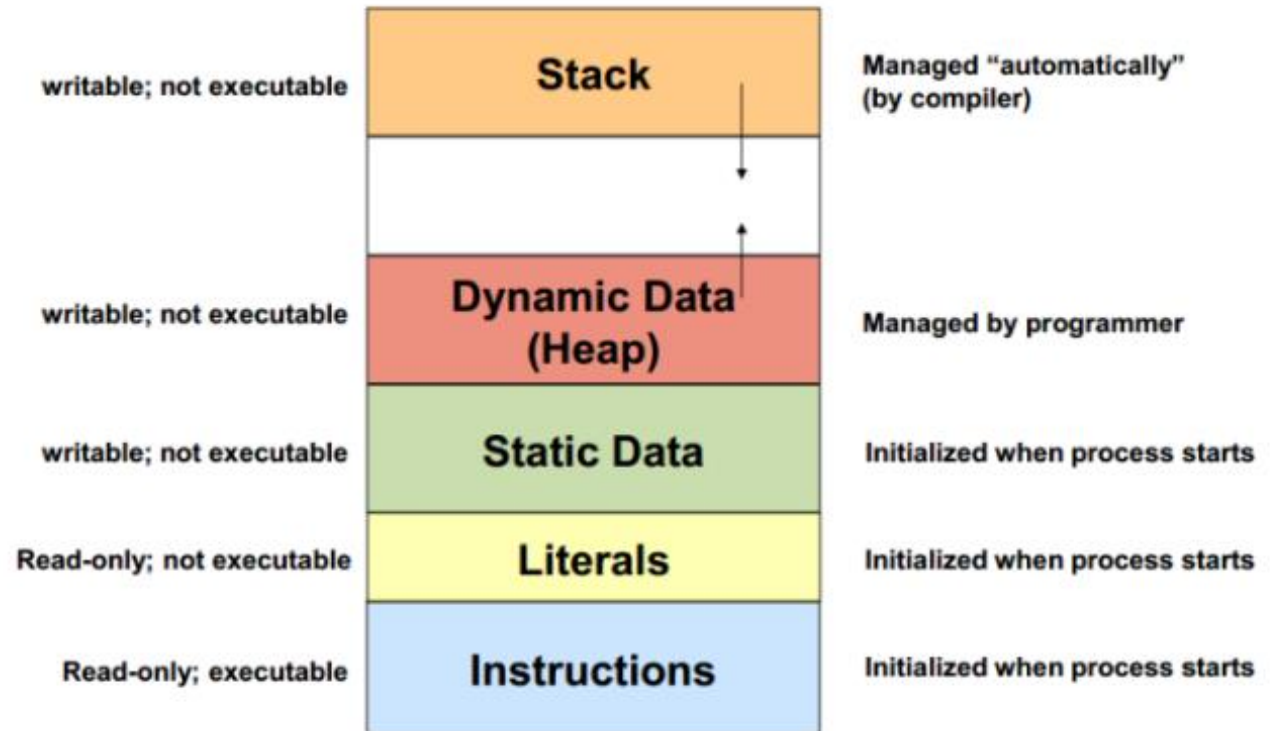 writable; not executable
Stack
Managed “automatically”
(by compiler)
writable; not executable
Dynamic Data
(Heap)
Managed by programmer
writable; not executable
Static Data
Initialized when process starts
Read-only; not executable
Literals
Initialized when process starts
Read-only; executable
Instructions
Initialized when process starts